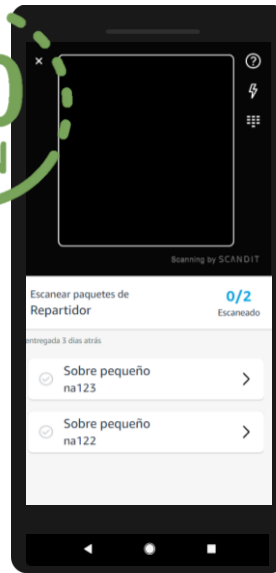 Scanning by SCANDIT
Escanear paquetes de
Repartidor
0/2
Escaneado
entregada 3 días atrás
Sobre pequeño
na123
Sobre pequeño
na122